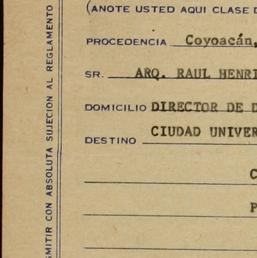 (ANOTE USTED AQUI CLASE D
PROCEDENCIA Coyoacán,
SR. ARQ. RAUL HENRI
DOMICILIO DIRECTOR DE D
DESTINO CIUDAD UNIVER
C
P
SMITIR CON ABSOLUTA SUJECION AL REGLAMENTO